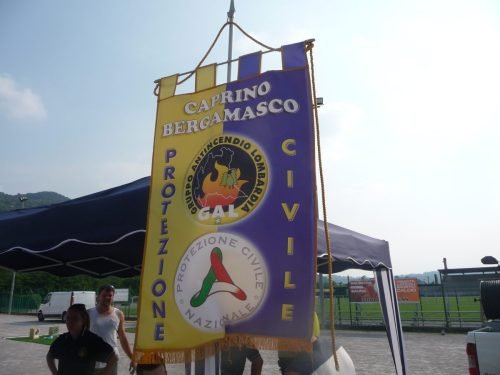 CAPRINO
BERGAMASCO
PROTEZIONE
CIVILE
GRUPPO ANTINCENDIO LOMBARDIA
GAL
PROTEZIONE CIVILE
NAZIONALE